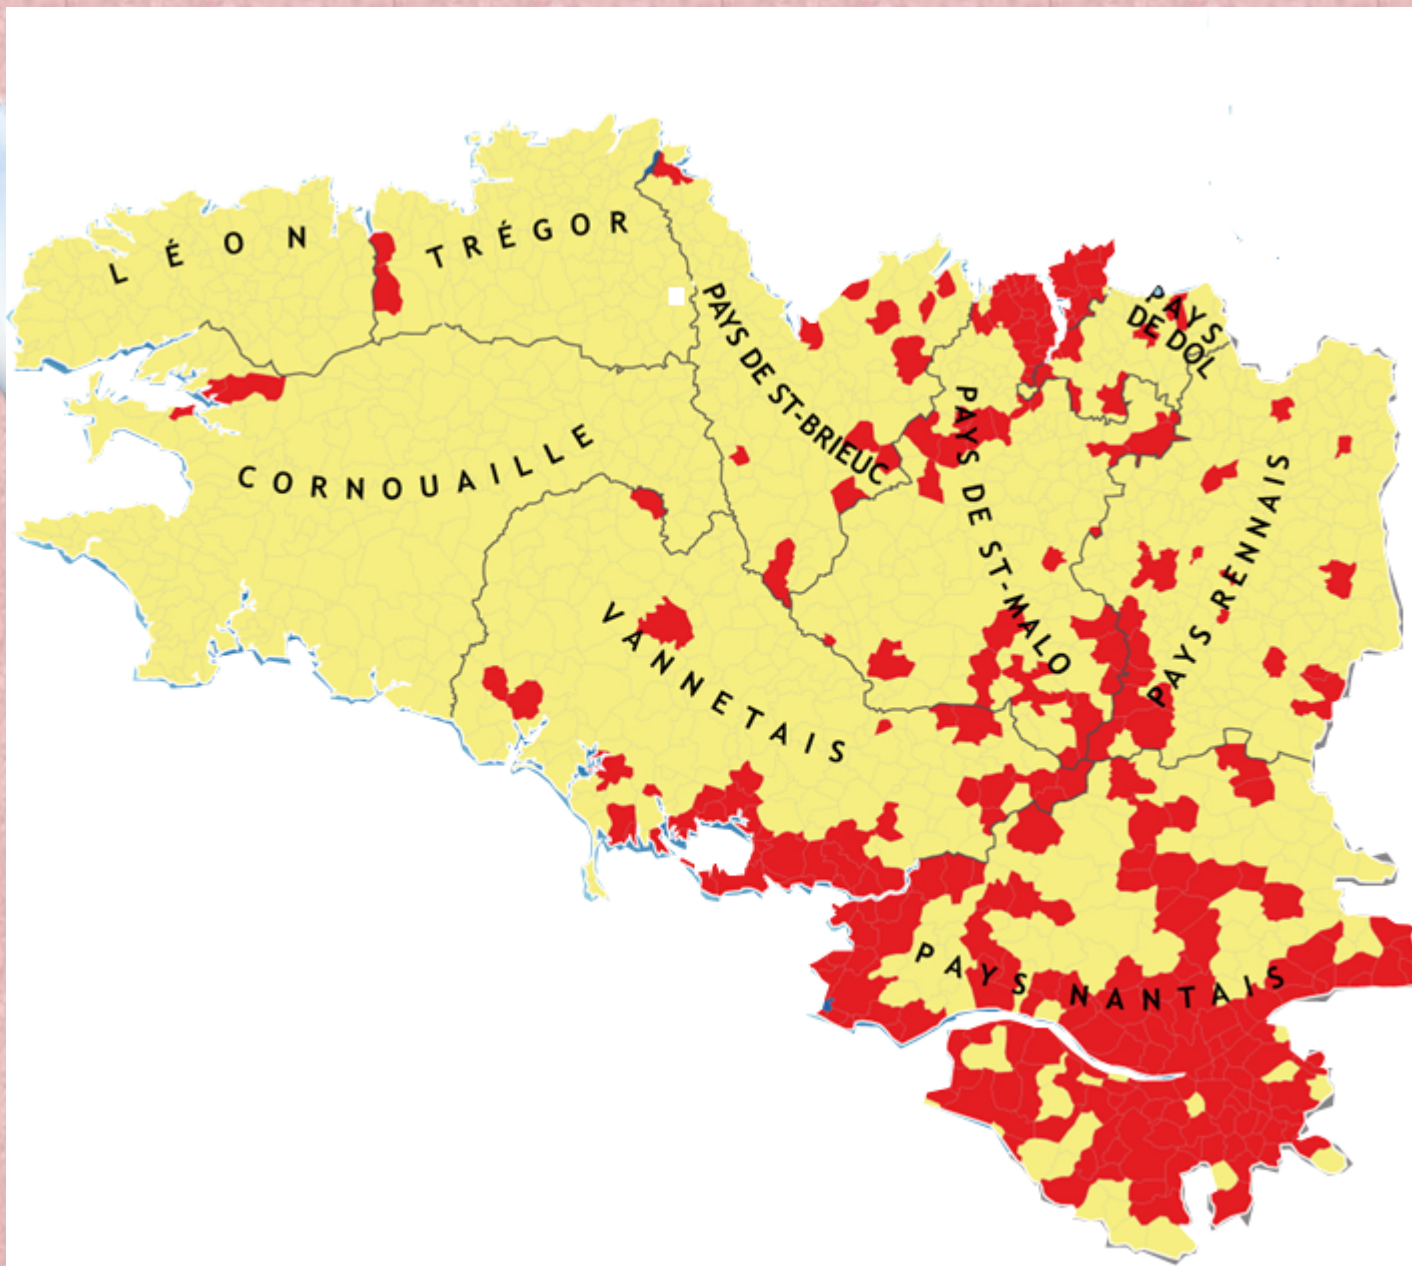 LÉON
TRÉGOR
PAYS DE ST-BRIEUC
PAYS
DE DOL
CORNOUAILLE
PAYS DE ST-MALO
PAYS RENNAIS
VANNETAIS
PAYS NANTAIS